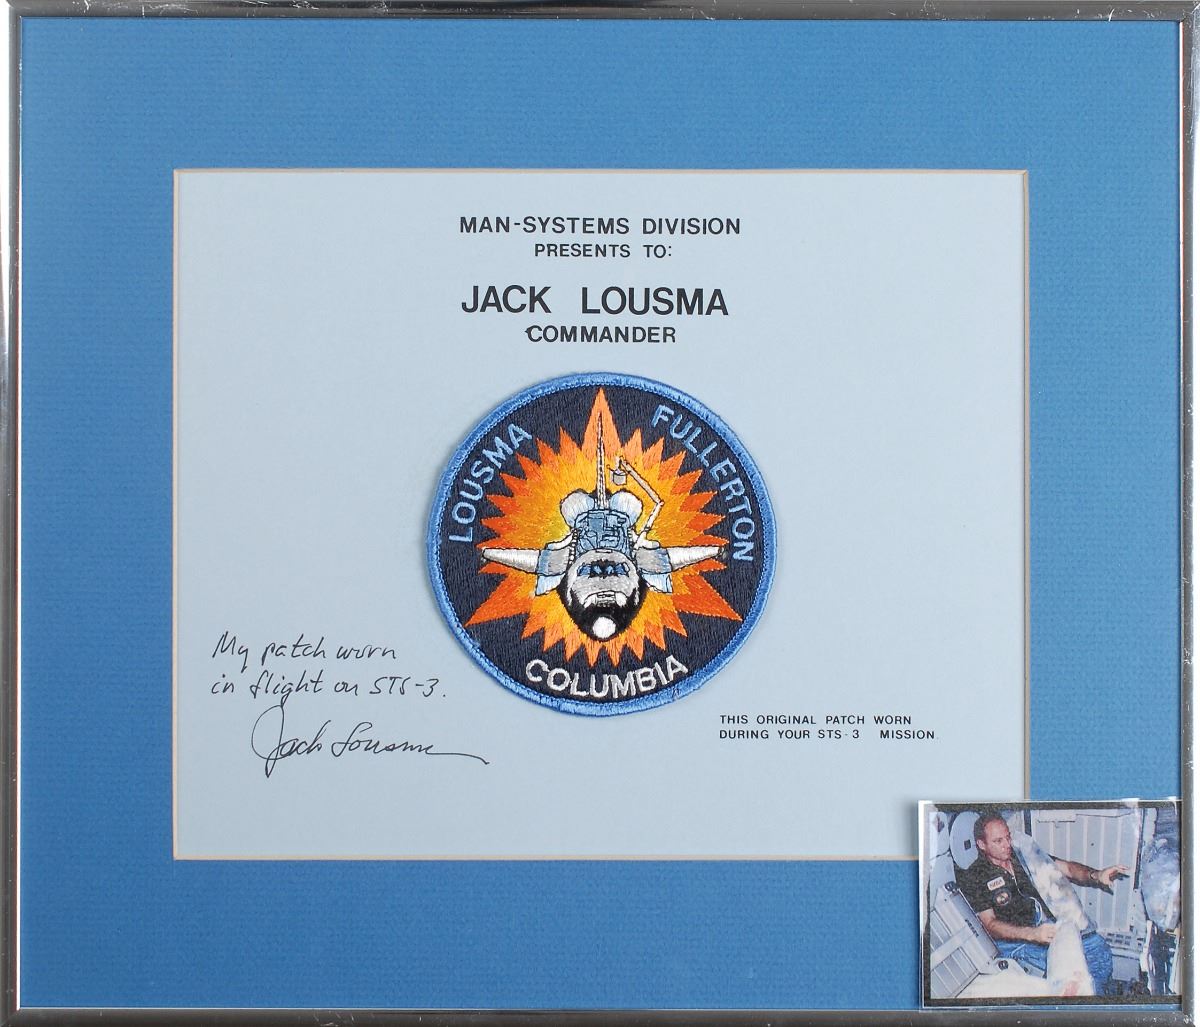 MAN-SYSTEMS DIVISION
PRESENTS TO:
JACK LOUSMA
COMMANDER
LOUSMA
FULLERTON
COLUMBIA
My patch worn
in flight on STS-3.
Jack Lousma
THIS ORIGINAL PATCH WORN
DURING YOUR STS-3 MISSION.